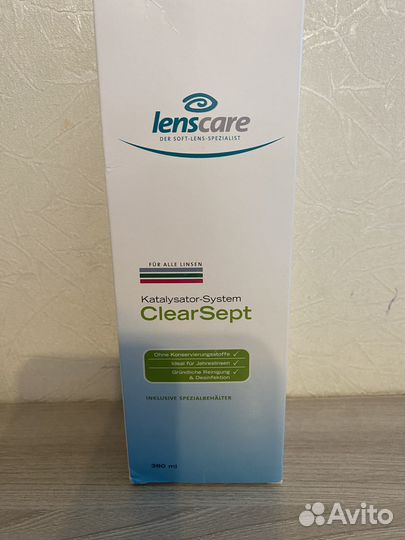 lenscare
DER SOFT-LENS-SPEZIALIST
FÜR ALLE LINSEN
Katalysator-System
ClearSept
Ohne Konservierungsstoffe ✓
Ideal für Jahreslinsen ✓
Gründliche Reinigung ✓
& Desinfektion
INKLUSIVE SPEZIALBEHÄLTER
380 ml
Avito